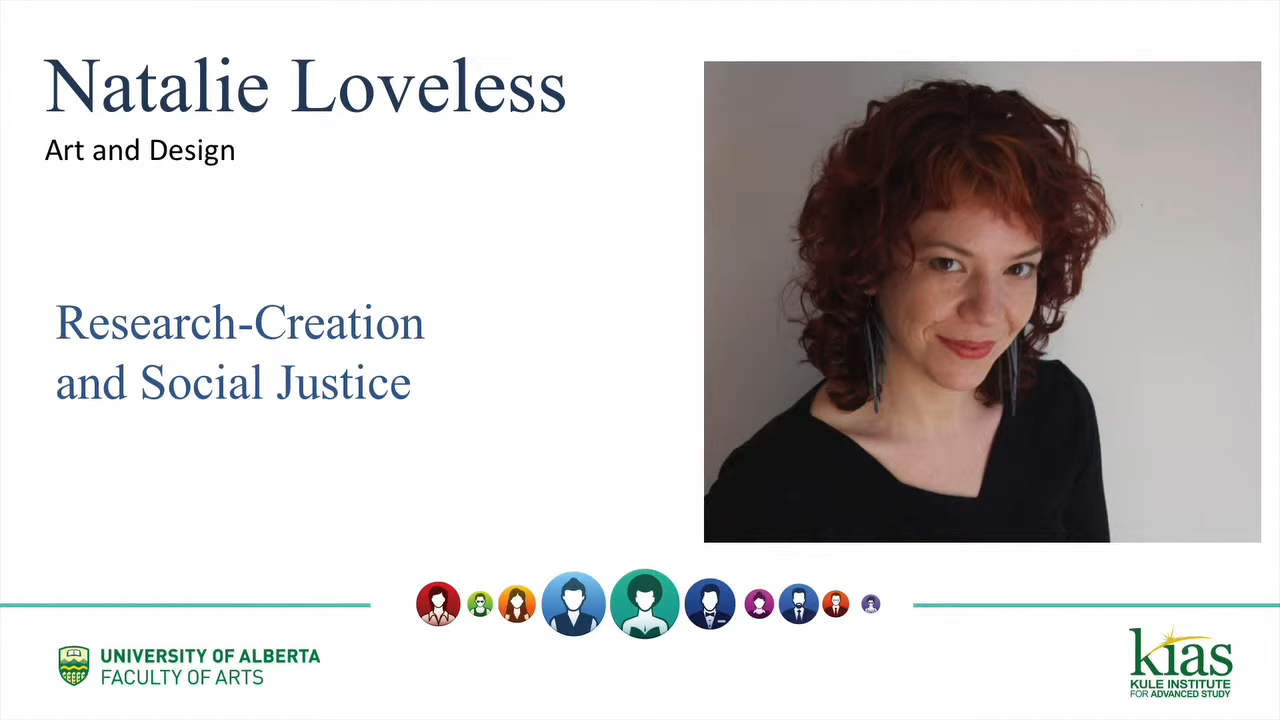 Natalie Loveless
Art and Design
Research-Creation
and Social Justice
UNIVERSITY OF ALBERTA
FACULTY OF ARTS
kias
KULE INSTITUTE
FOR ADVANCED STUDY